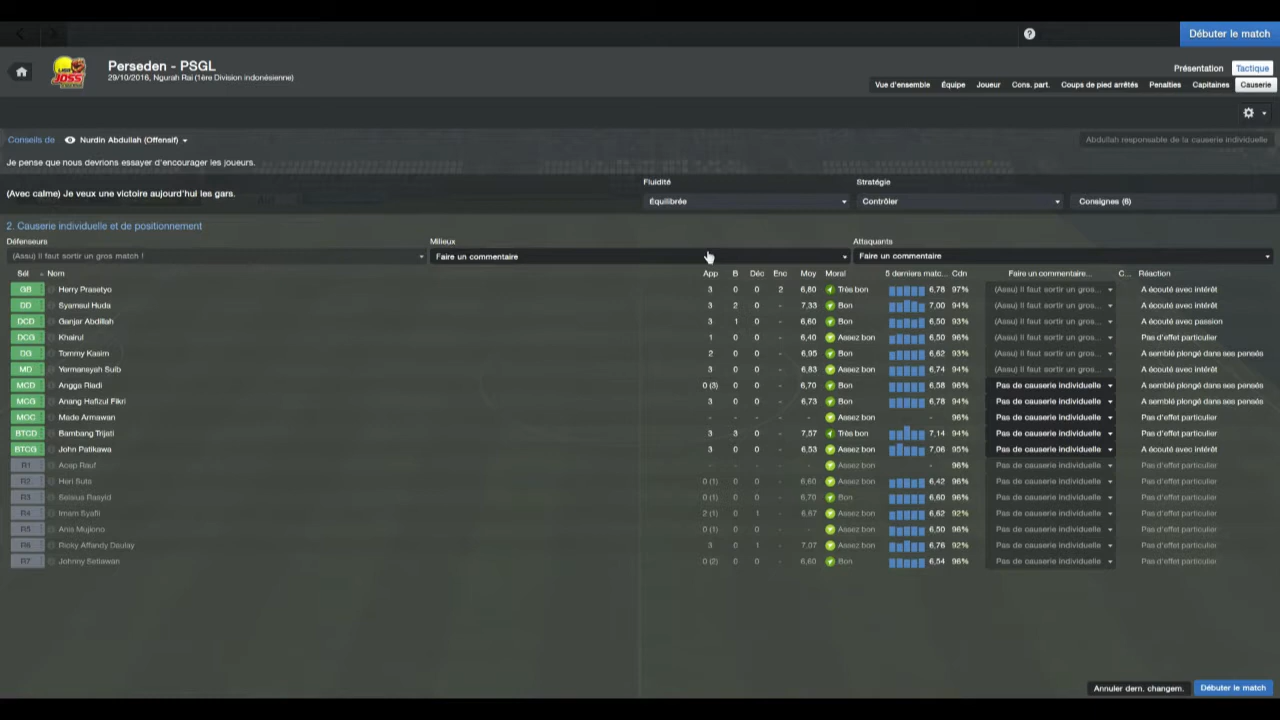 Débuter le match
Perseden - PSGL
29/10/2016, Ngurah Rai (1ère Division indonésienne)
Présentation Tactique
Vue d'ensemble Équipe Joueur Cons. part. Coups de pied arrêtés Penalties Capitaines Causerie
Conseils de Nurdin Abdullah (Offensif) Abdullah responsable de la causerie individuelle
Je pense que nous devrions essayer d'encourager les joueurs.
Fluidité Stratégie
(Avec calme) Je veux une victoire aujourd'hui les gars.
Équilibrée Contrôler Consignes (6)
2. Causerie individuelle et de positionnement
Défenseurs Milieux Attaquants
(Assu) Il faut sortir un gros match ! Faire un commentaire Faire un commentaire
Sél Nom App B Déc Enc Moy Moral 5 derniers matc... Cdn Faire un commentaire... C... Réaction
GB Herry Prasetyo 3 0 0 2 6,80 Très bon 6,78 97% (Assu) Il faut sortir un gros... A écouté avec intérêt
DD Syamsul Huda 3 2 0 - 7,33 Bon 7,00 94% (Assu) Il faut sortir un gros... A écouté avec intérêt
DCD Ganjar Abdillah 3 1 0 - 6,60 Bon 6,50 93% (Assu) Il faut sortir un gros... A écouté avec passion
DCG Khairul 1 0 0 - 6,40 Assez bon 6,50 96% (Assu) Il faut sortir un gros... Pas d'effet particulier
DG Tommy Kasim 2 0 0 - 6,95 Bon 6,62 93% (Assu) Il faut sortir un gros... A semblé plongé dans ses pensés
MD Yermansyah Suib 3 0 0 - 6,83 Assez bon 6,74 94% (Assu) Il faut sortir un gros... A écouté avec intérêt
MCD Angga Riadi 0 (3) 0 0 - 6,70 Bon 6,58 96% Pas de causerie individuelle A semblé plongé dans ses pensés
MCG Anang Hafizul Fikri 3 0 0 - 6,73 Bon 6,78 94% Pas de causerie individuelle A semblé plongé dans ses pensés
MOC Made Armawan - - - - - Assez bon - 96% Pas de causerie individuelle Pas d'effet particulier
BTCD Bambang Trijati 3 3 0 - 7,57 Très bon 7,14 94% Pas de causerie individuelle Pas d'effet particulier
BTCG John Patikawa 3 0 0 - 6,53 Assez bon 7,06 95% Pas de causerie individuelle A écouté avec intérêt
R1 Acep Rauf - - - - - Assez bon - 96% Pas de causerie individuelle Pas d'effet particulier
R2 Heri Suto 0 (1) 0 0 - 6,60 Assez bon 6,42 96% Pas de causerie individuelle Pas d'effet particulier
R3 Rasyid 0 (1) 0 0 - 6,70 Bon 6,60 96% Pas de causerie individuelle Pas d'effet particulier
R4 Imam Syafii 2 (1) 0 1 - 6,67 Assez bon 6,62 92% Pas de causerie individuelle Pas d'effet particulier
R5 Anis Mujiono 0 (1) 0 0 - - Assez bon 6,50 96% Pas de causerie individuelle Pas d'effet particulier
R6 Ricky Affandy Daulay 3 0 1 - 7,07 Assez bon 6,76 92% Pas de causerie individuelle Pas d'effet particulier
R7 Johnny Setiawan 0 (2) 0 0 - 6,60 Bon 6,54 96% Pas de causerie individuelle Pas d'effet particulier
Annuler dern. changem. Débuter le match